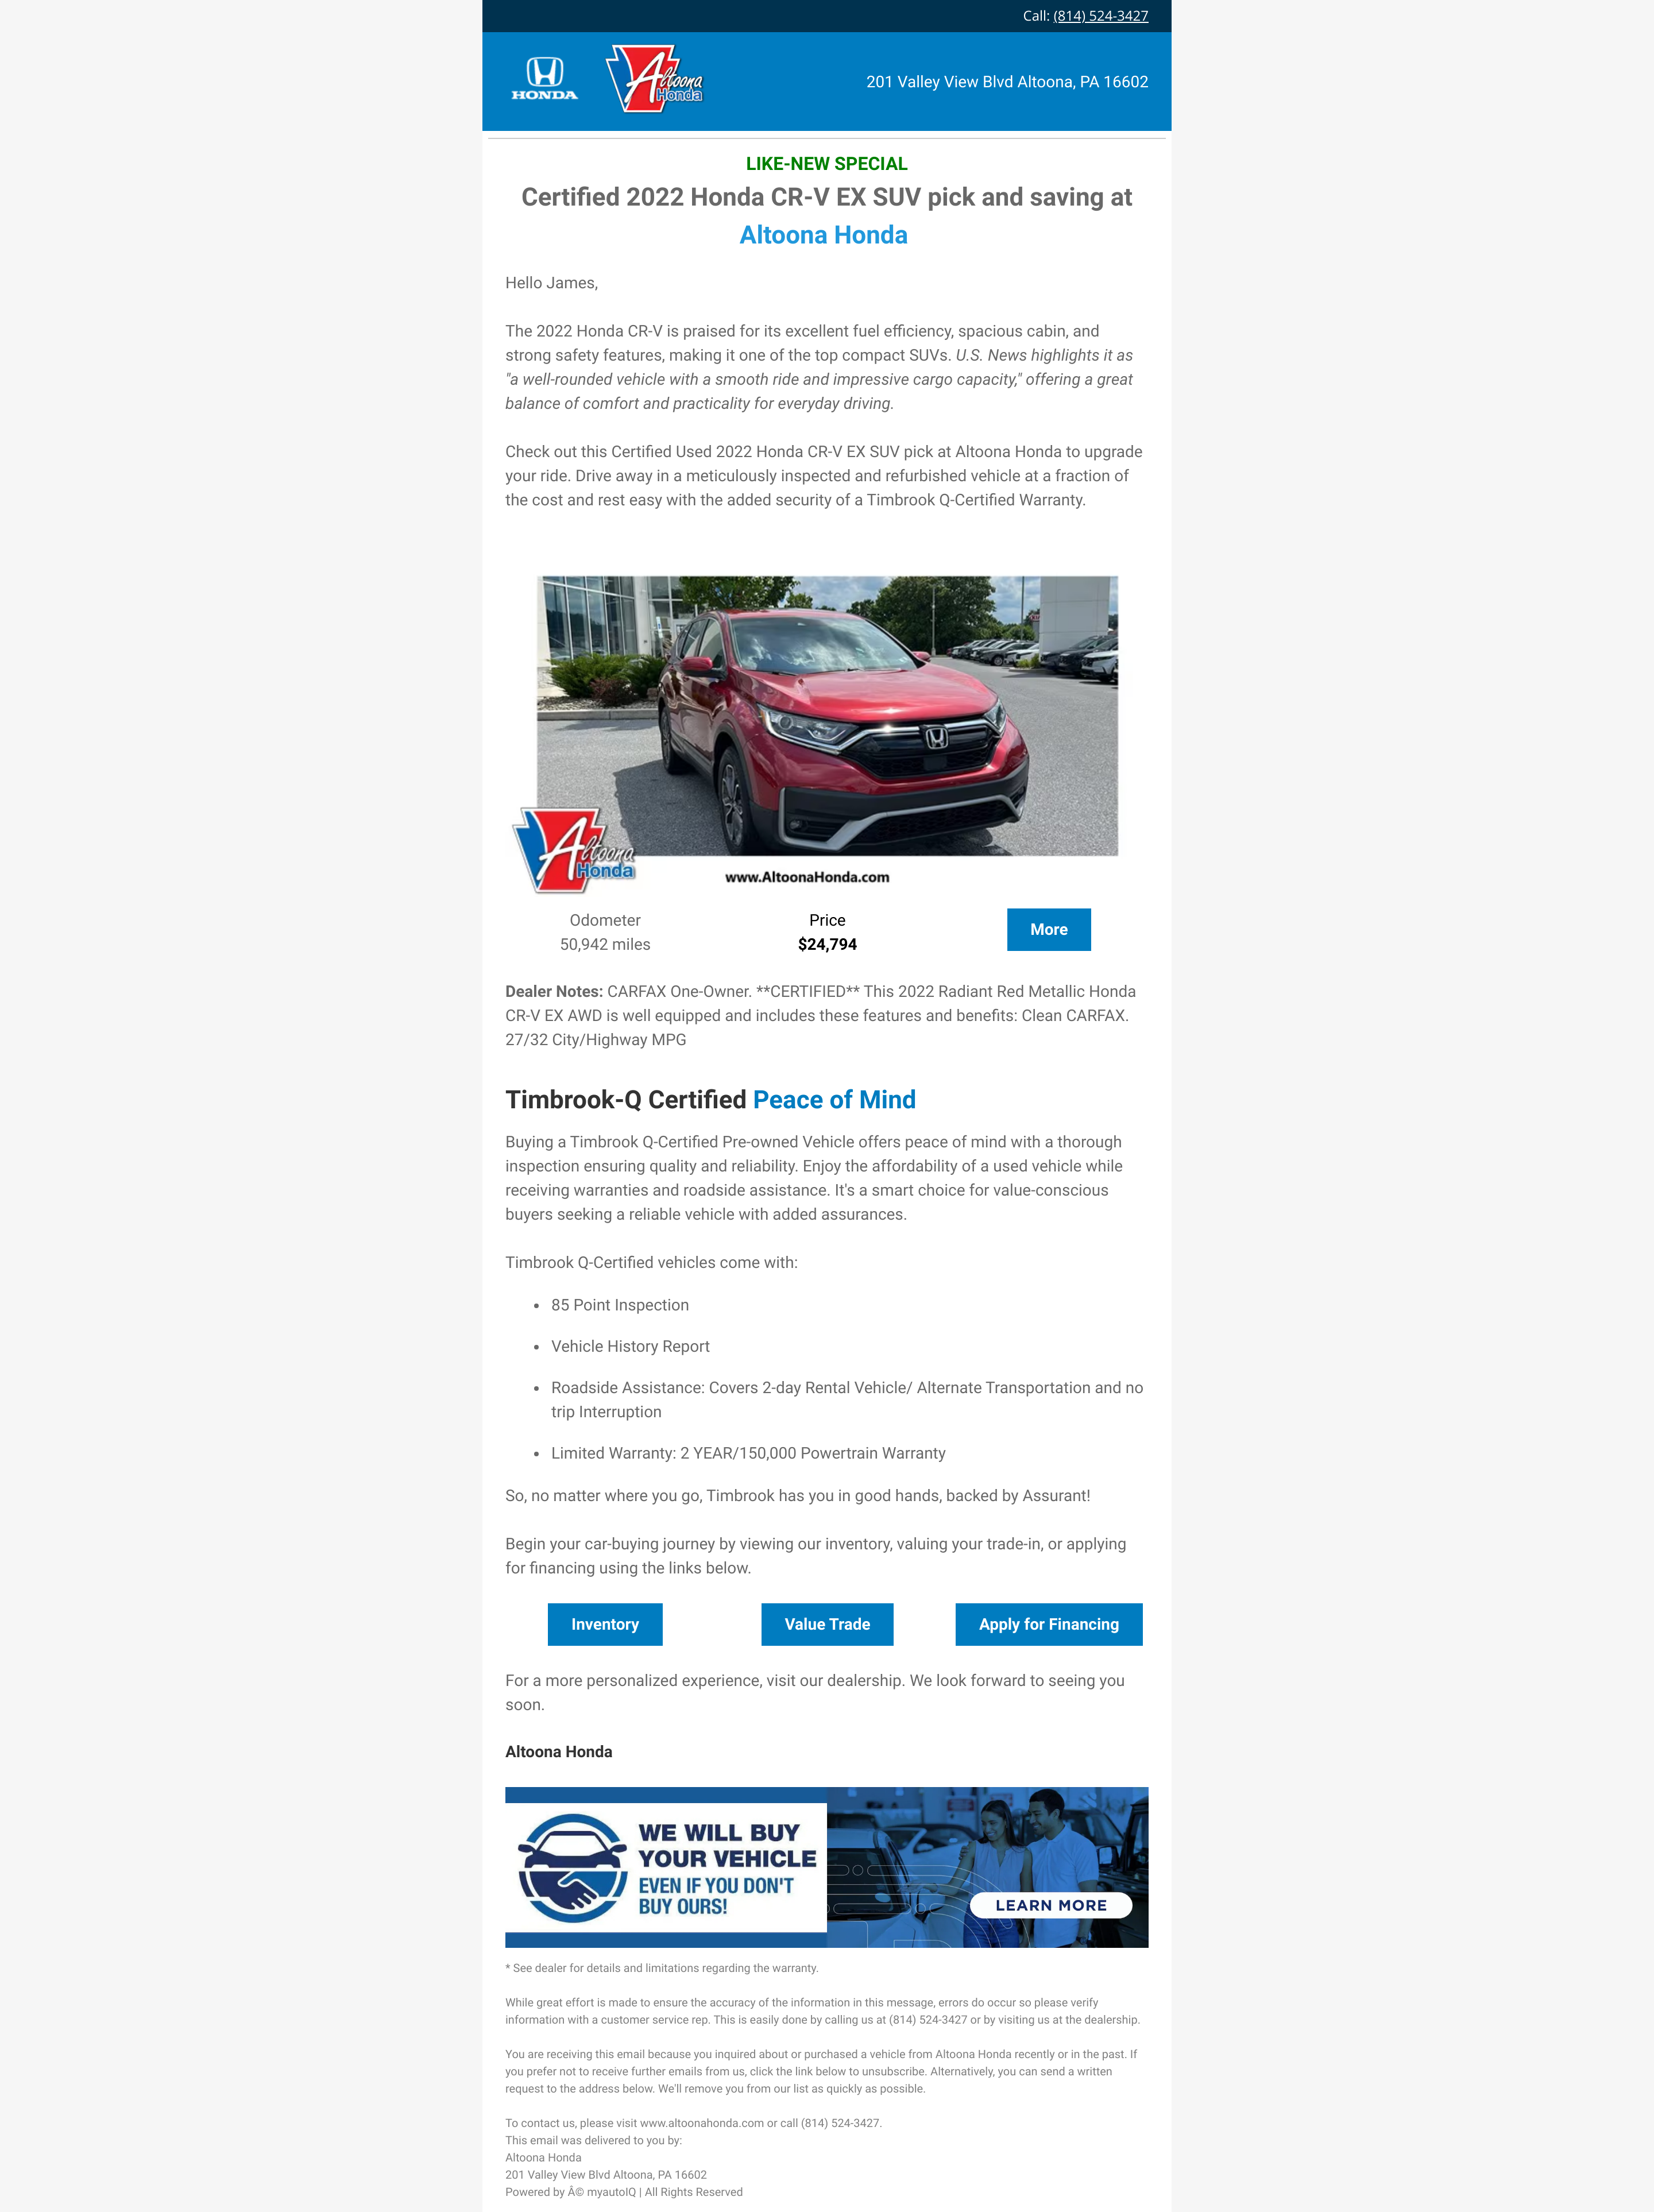 Call: (814) 524-3427
HONDA
Altoona
Honda
201 Valley View Blvd Altoona, PA 16602
LIKE-NEW SPECIAL
Certified 2022 Honda CR-V EX SUV pick and saving at
Altoona Honda
Hello James,
The 2022 Honda CR-V is praised for its excellent fuel efficiency, spacious cabin, and
strong safety features, making it one of the top compact SUVs. U.S. News highlights it as
"a well-rounded vehicle with a smooth ride and impressive cargo capacity," offering a great
balance of comfort and practicality for everyday driving.
Check out this Certified Used 2022 Honda CR-V EX SUV pick at Altoona Honda to upgrade
your ride. Drive away in a meticulously inspected and refurbished vehicle at a fraction of
the cost and rest easy with the added security of a Timbrook Q-Certified Warranty.
Altoona
Honda
www.AltoonaHonda.com
Odometer
50,942 miles
Price
$24,794
More
Dealer Notes: CARFAX One-Owner. **CERTIFIED** This 2022 Radiant Red Metallic Honda
CR-V EX AWD is well equipped and includes these features and benefits: Clean CARFAX.
27/32 City/Highway MPG
Timbrook-Q Certified Peace of Mind
Buying a Timbrook Q-Certified Pre-owned Vehicle offers peace of mind with a thorough
inspection ensuring quality and reliability. Enjoy the affordability of a used vehicle while
receiving warranties and roadside assistance. It's a smart choice for value-conscious
buyers seeking a reliable vehicle with added assurances.
Timbrook Q-Certified vehicles come with:
• 85 Point Inspection
• Vehicle History Report
• Roadside Assistance: Covers 2-day Rental Vehicle/ Alternate Transportation and no
trip Interruption
• Limited Warranty: 2 YEAR/150,000 Powertrain Warranty
So, no matter where you go, Timbrook has you in good hands, backed by Assurant!
Begin your car-buying journey by viewing our inventory, valuing your trade-in, or applying
for financing using the links below.
Inventory
Value Trade
Apply for Financing
For a more personalized experience, visit our dealership. We look forward to seeing you
soon.
Altoona Honda
WE WILL BUY
YOUR VEHICLE
EVEN IF YOU DON'T
BUY OURS!
LEARN MORE
* See dealer for details and limitations regarding the warranty.
While great effort is made to ensure the accuracy of the information in this message, errors do occur so please verify
information with a customer service rep. This is easily done by calling us at (814) 524-3427 or by visiting us at the dealership.
You are receiving this email because you inquired about or purchased a vehicle from Altoona Honda recently or in the past. If
you prefer not to receive further emails from us, click the link below to unsubscribe. Alternatively, you can send a written
request to the address below. We'll remove you from our list as quickly as possible.
To contact us, please visit www.altoonahonda.com or call (814) 524-3427.
This email was delivered to you by:
Altoona Honda
201 Valley View Blvd Altoona, PA 16602
Powered by Â© myautoIQ | All Rights Reserved